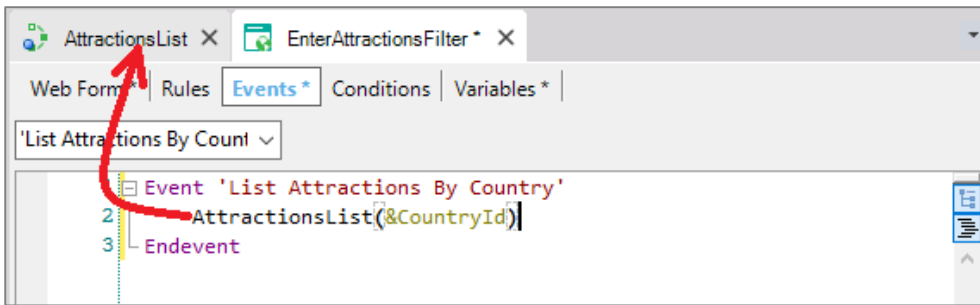 AttractionsList X EnterAttractionsFilter * X
Web Form * Rules Events * Conditions Variables *
'List Attractions By Count
Event 'List Attractions By Country'
2 AttractionsList(&CountryId)
3 Endevent